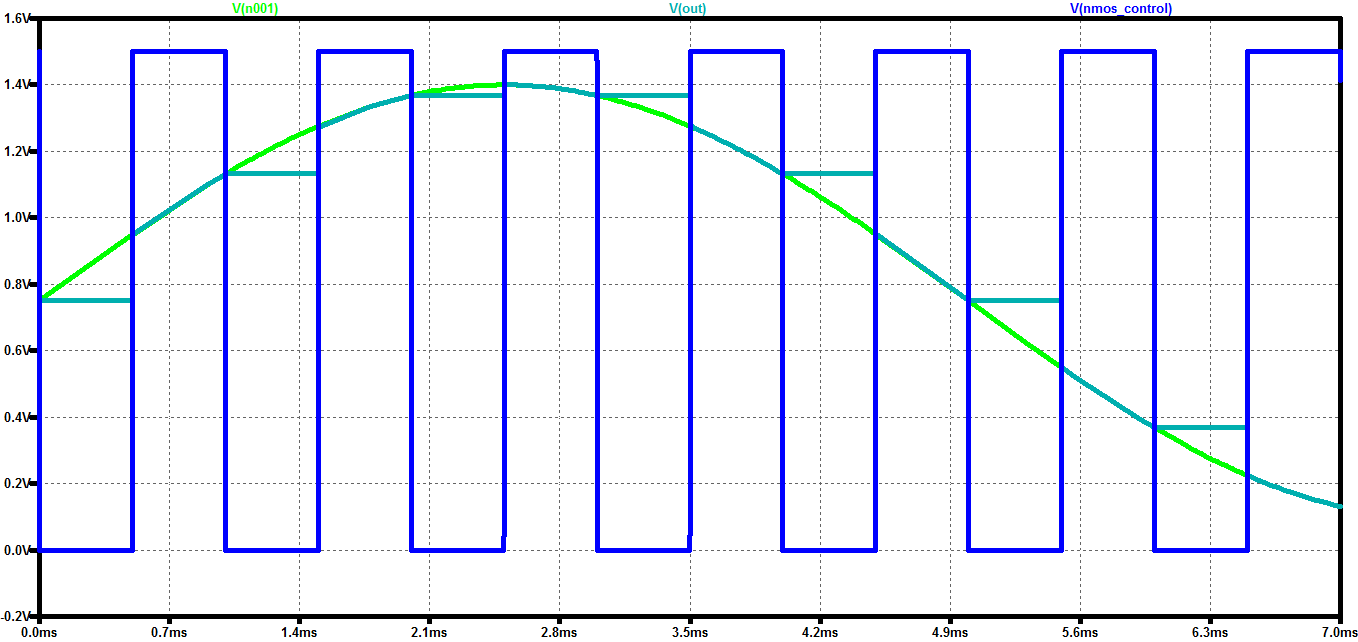 V(n001) V(out) V(nmos_control)
1.6V
1.4V
1.2V
1.0V
0.8V
0.6V
0.4V
0.2V
0.0V
-0.2V
0.0ms 0.7ms 1.4ms 2.1ms 2.8ms 3.5ms 4.2ms 4.9ms 5.6ms 6.3ms 7.0ms